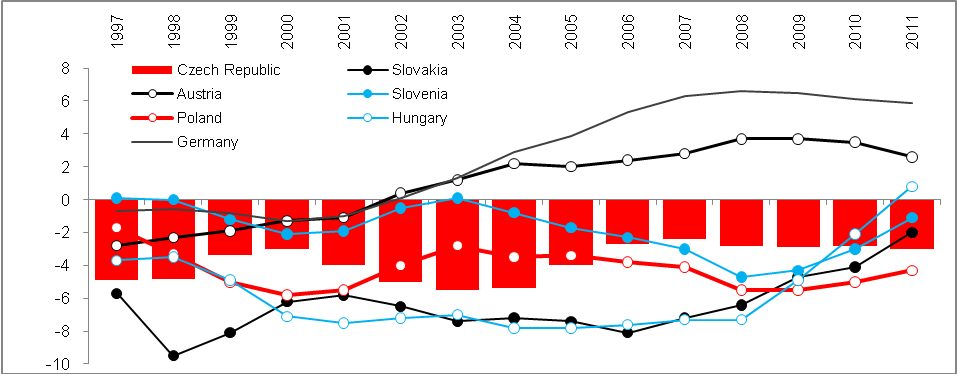 1997 1998 1999 2000 2001 2002 2003 2004 2005 2006 2007 2008 2009 2010 2011
8
6
4
2
0
-2
-4
-6
-8
-10
Czech Republic Slovakia
Austria Slovenia
Poland Hungary
Germany